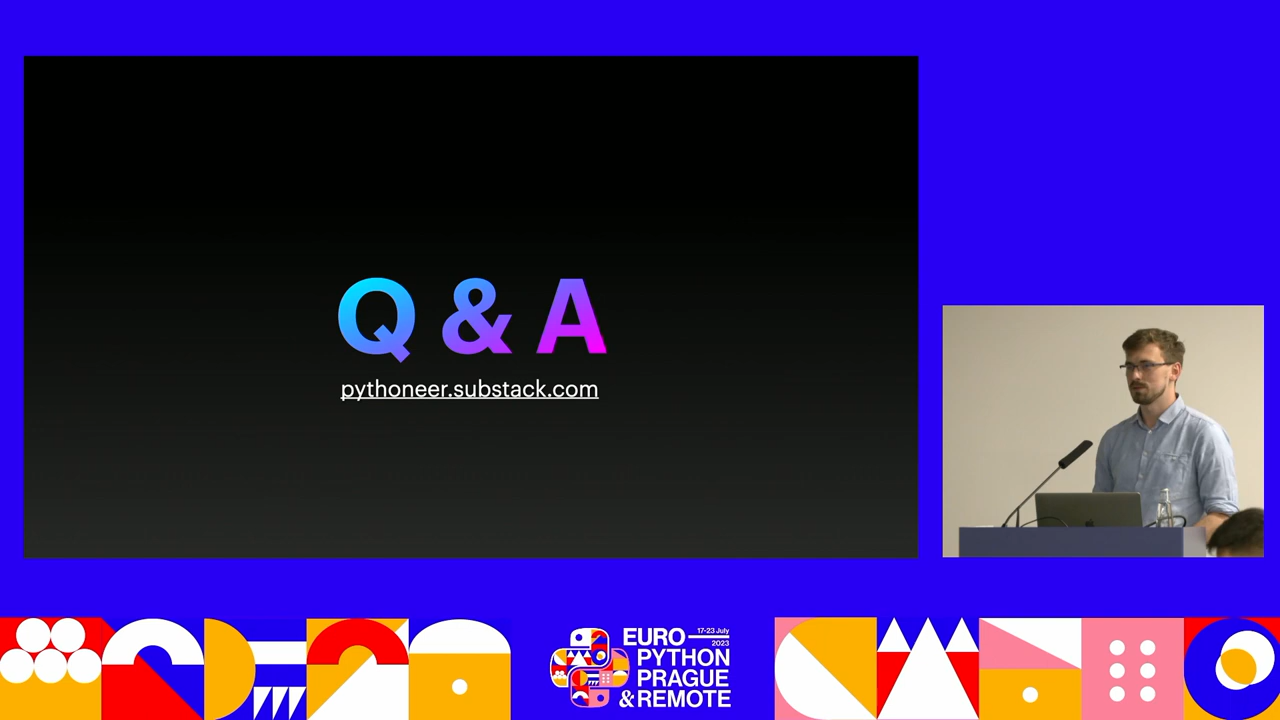 Q & A
pythoneer.substack.com
EURO
17-23 July
2023
PYTHON
PRAGUE
& REMOTE